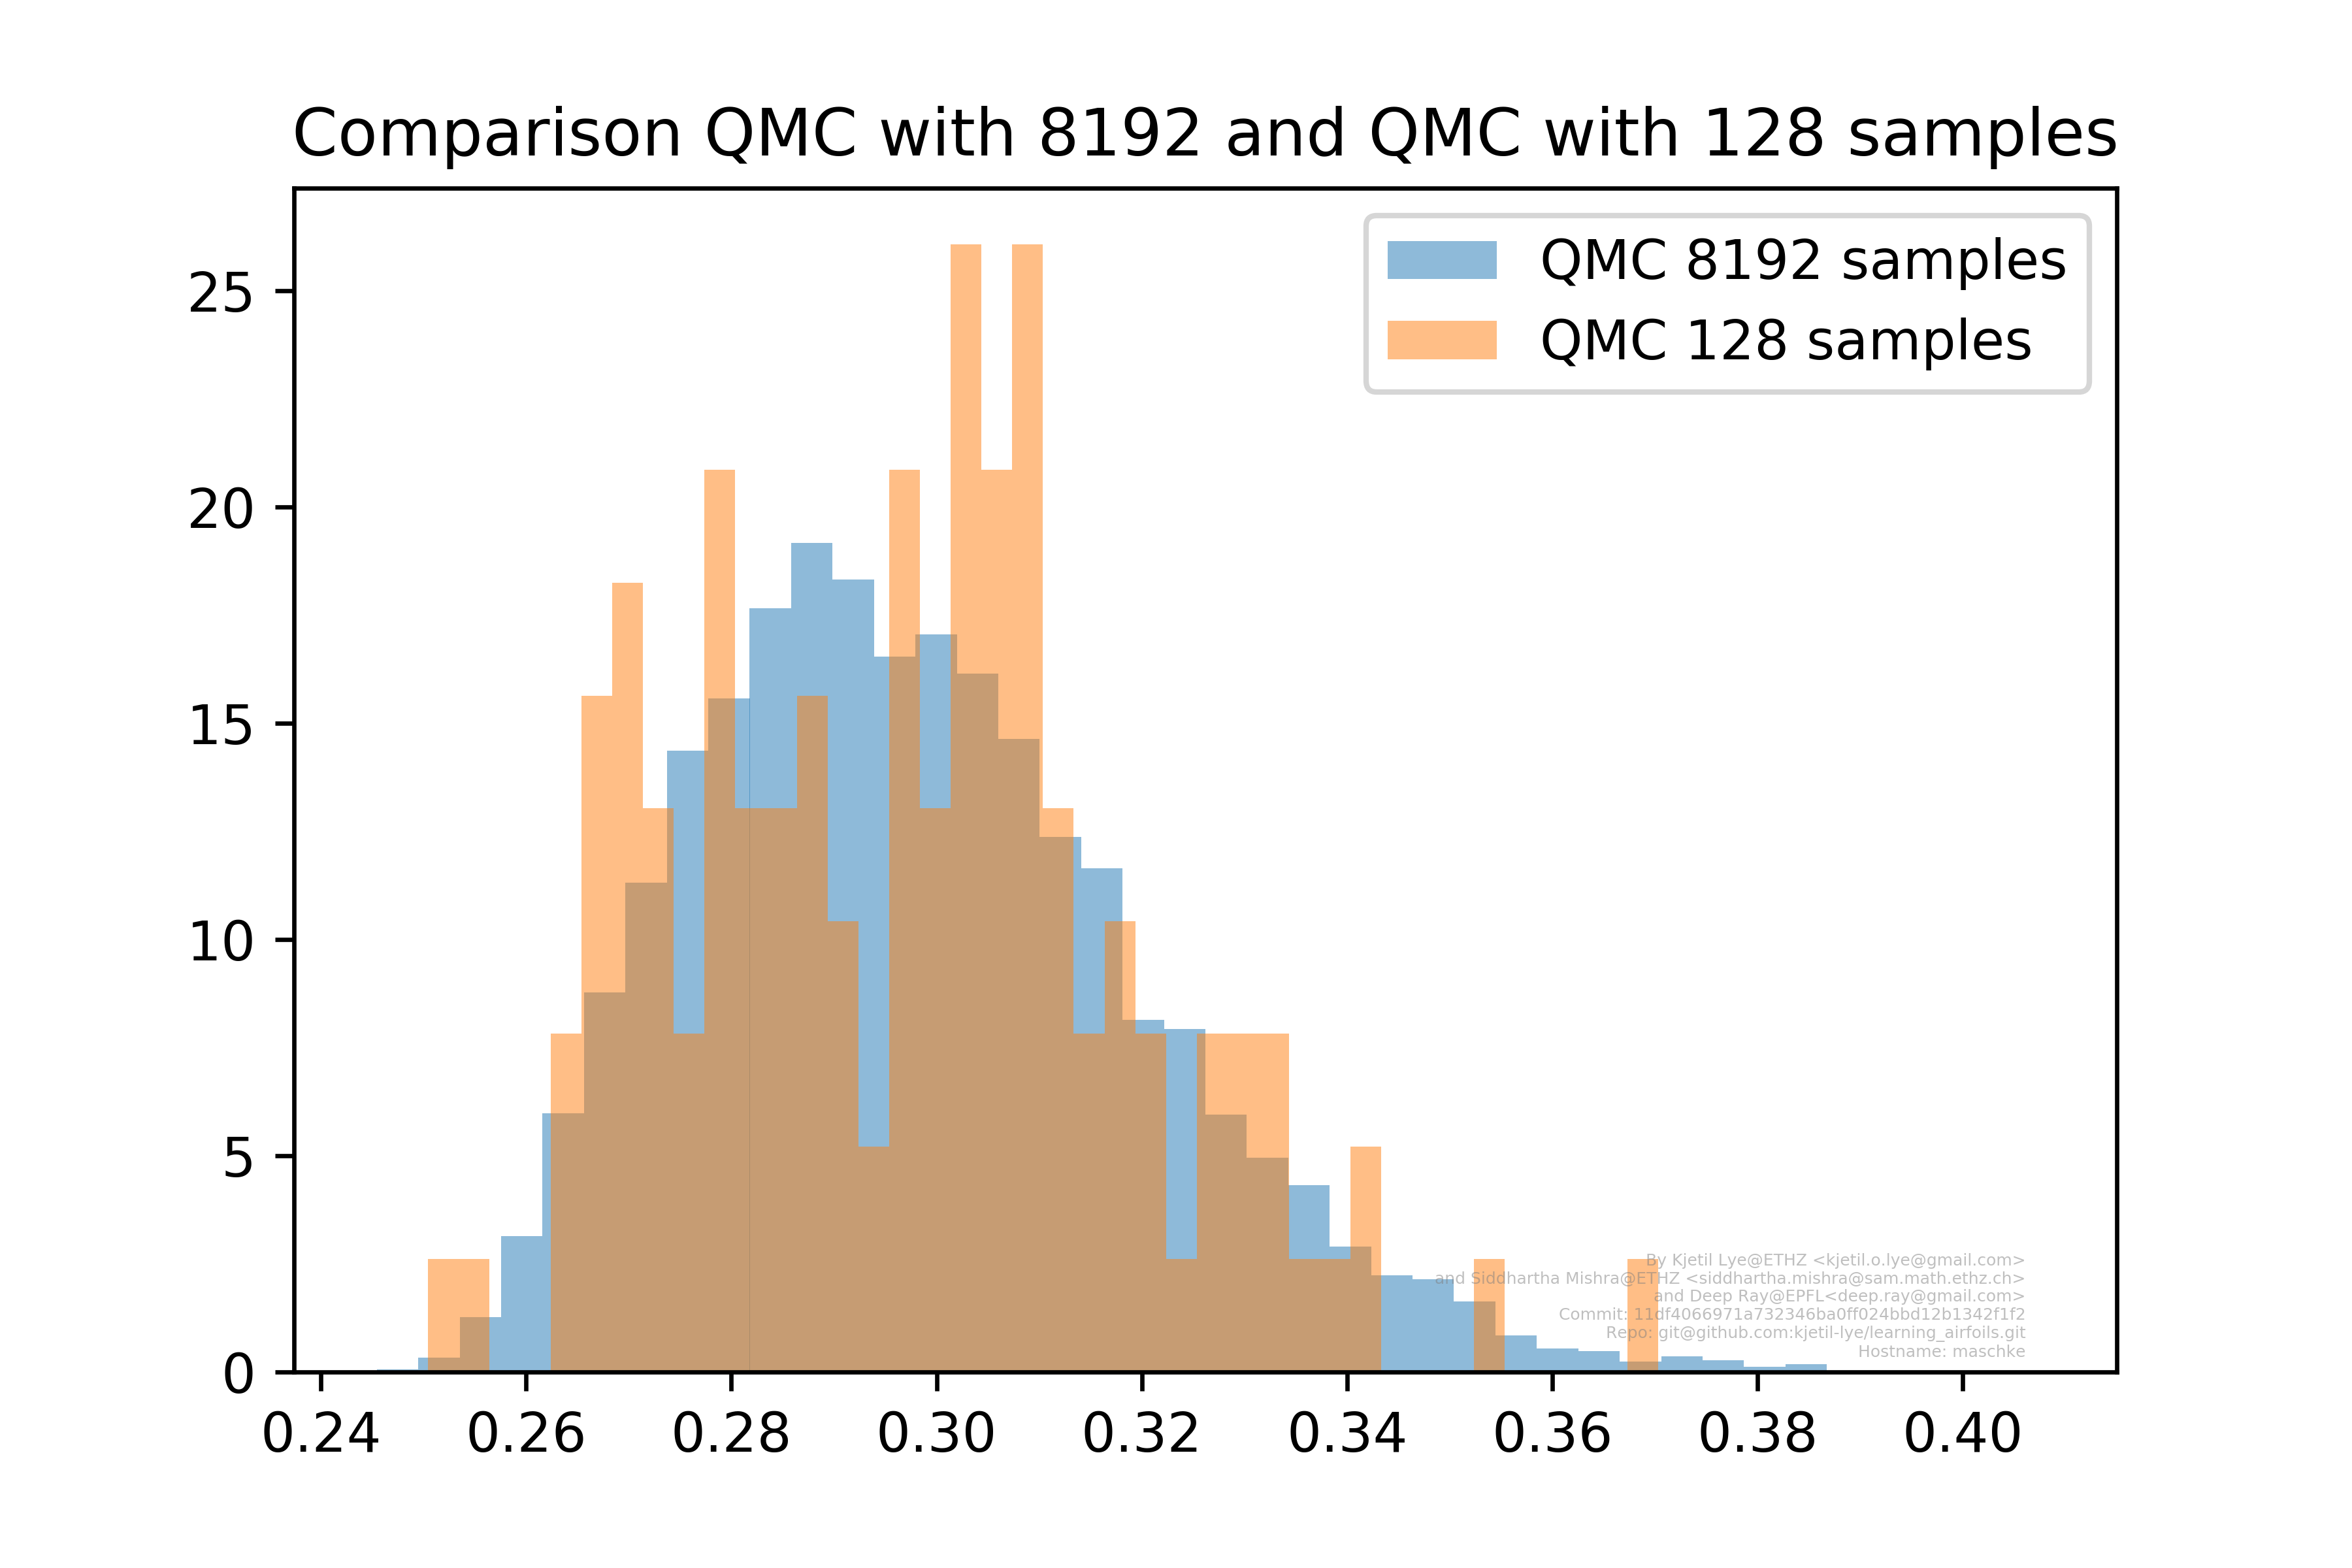 Comparison QMC with 8192 and QMC with 128 samples
QMC 8192 samples
QMC 128 samples
25
20
15
10
5
0
By Kjetil Lye@ETHZ <kjetil.o.lye@gmail.com>
and Siddhartha Mishra@ETHZ <siddhartha.mishra@sam.math.ethz.ch>
and Deep Ray@EPFL<deep.ray@gmail.com>
Commit: 11df4066971a732346ba0ff024bbd12b1342f1f2
Repo: git@github.com:kjetil-lye/learning_airfoils.git
Hostname: maschke
0.24 0.26 0.28 0.30 0.32 0.34 0.36 0.38 0.40